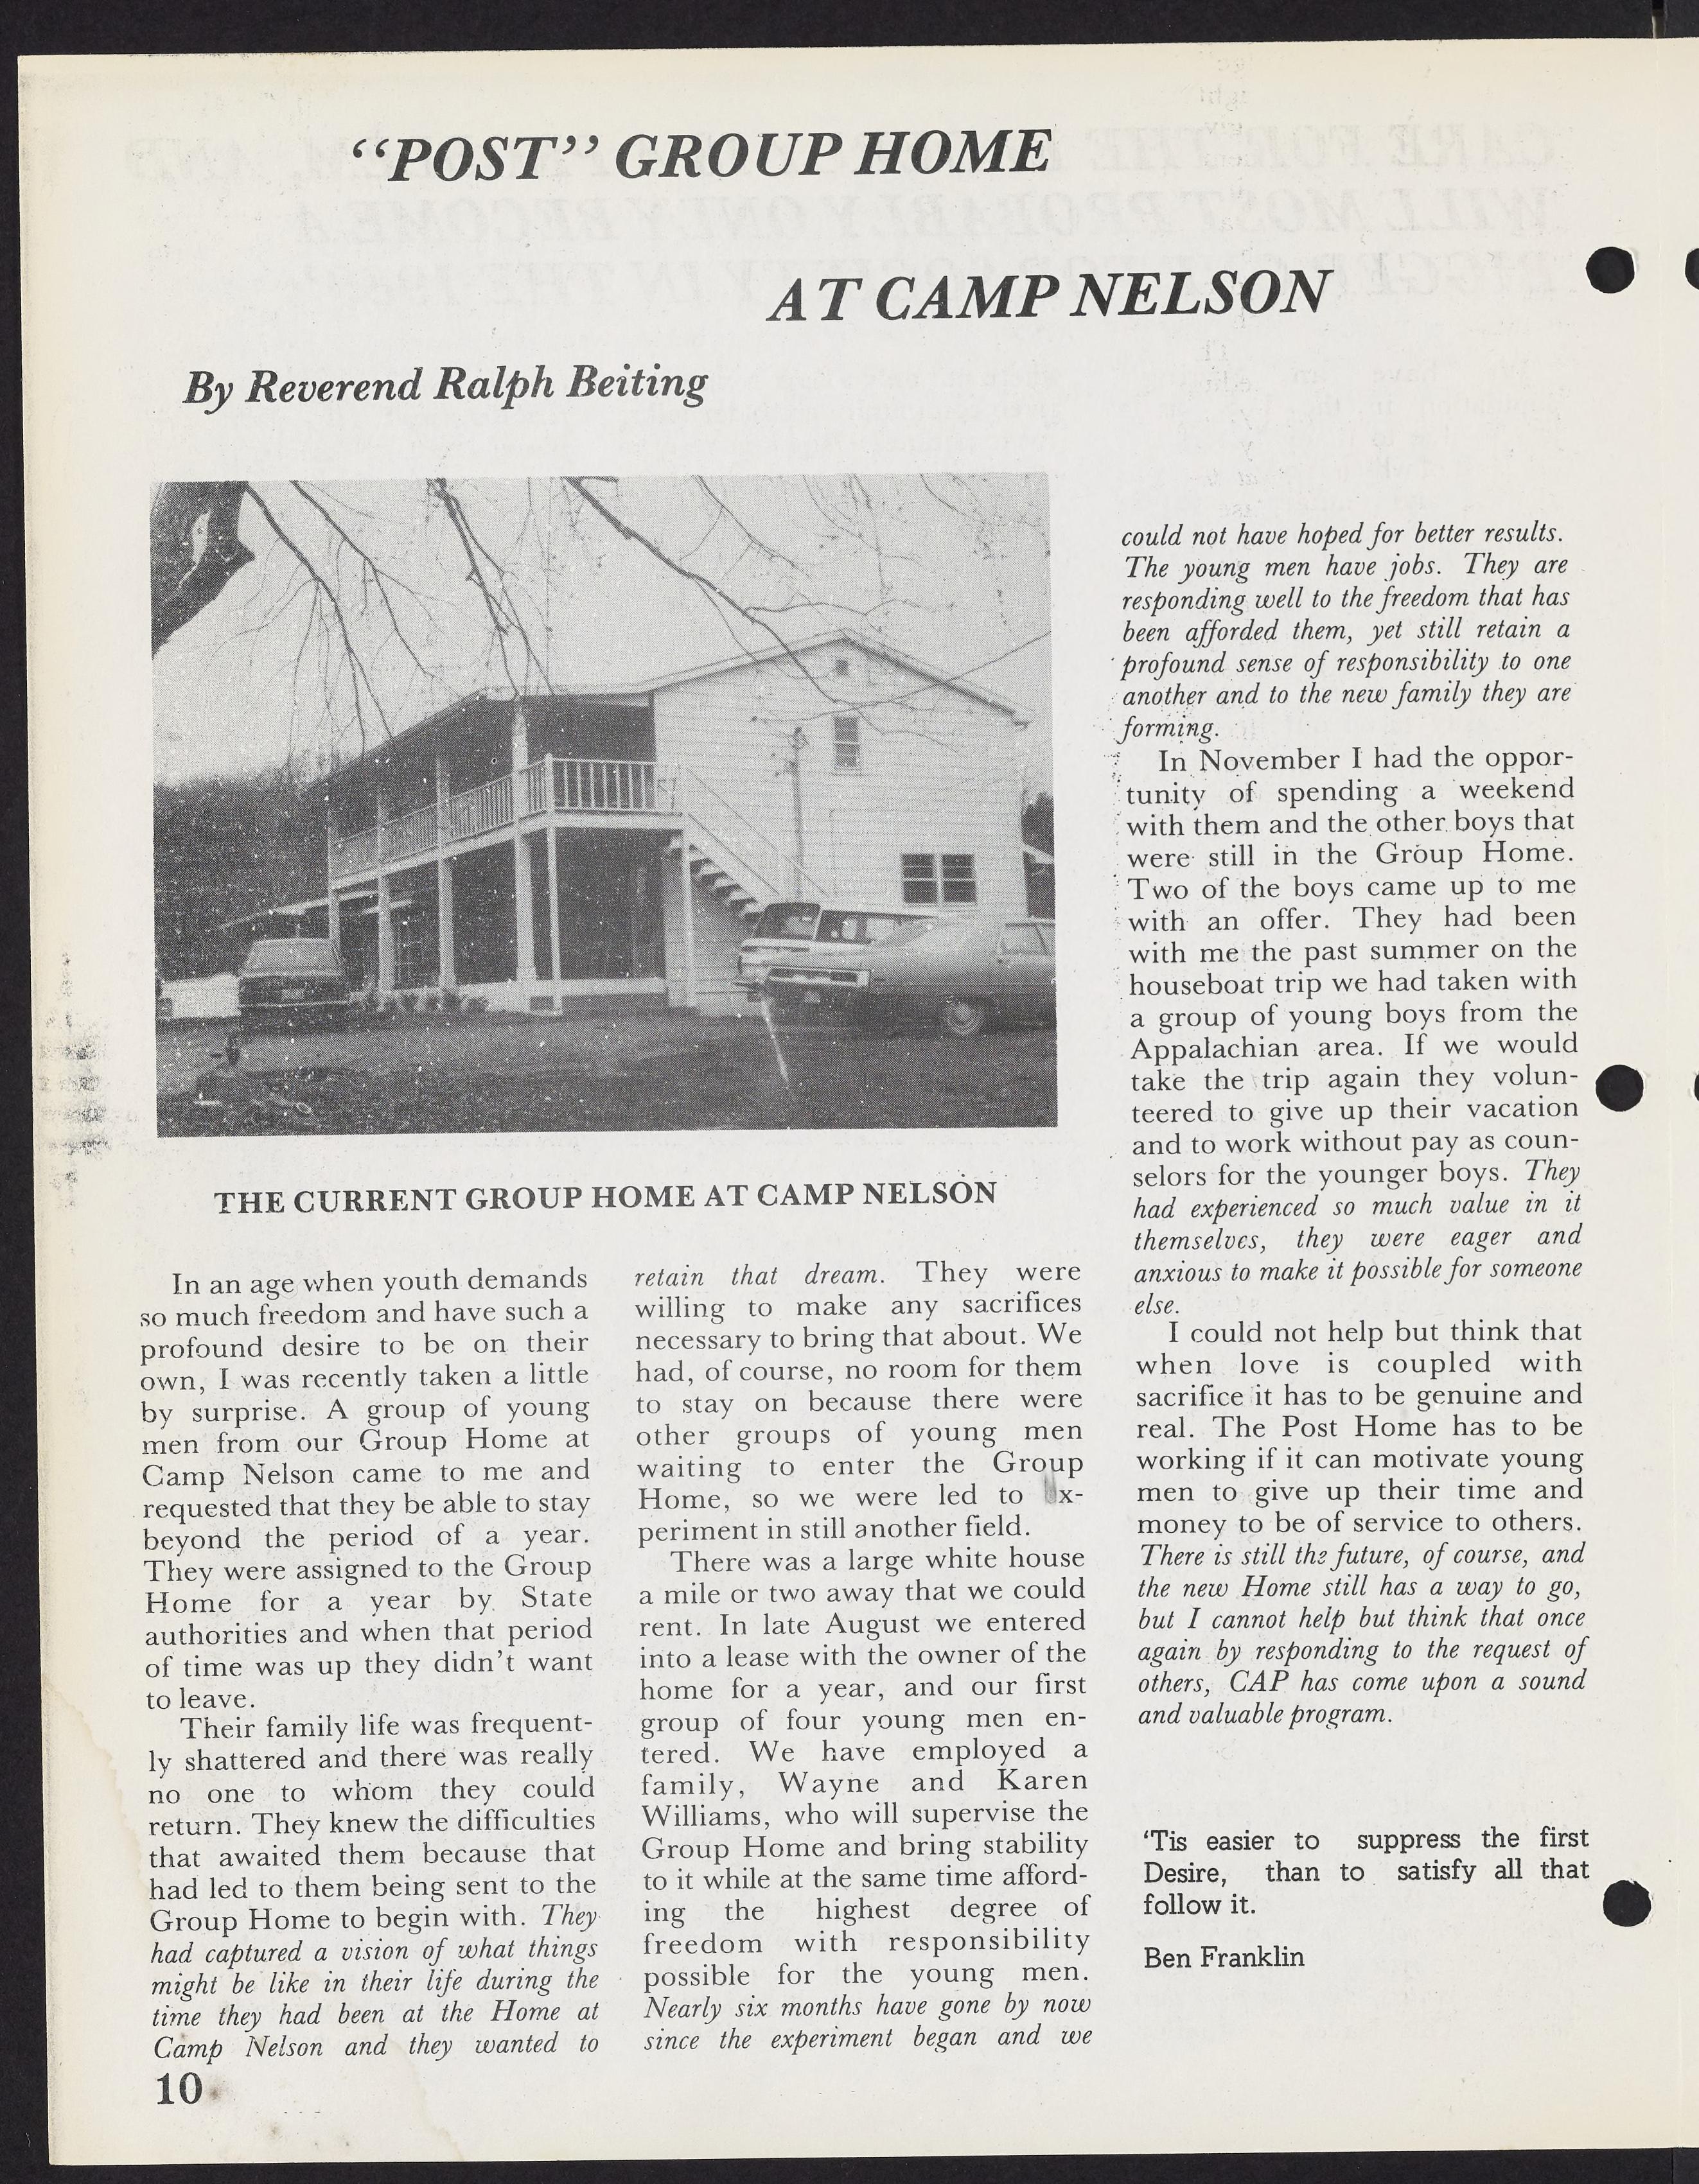 “POST” GROUP HOME
AT CAMP NELSON
By Reverend Ralph Beiting
THE CURRENT GROUP HOME AT CAMP NELSON
In an age when youth demands
so much freedom and have such a
profound desire to be on their
own, I was recently taken a little
by surprise. A group of young
men from our Group Home at
Camp Nelson came to me and
requested that they be able to stay
beyond the period of a year.
They were assigned to the Group
Home for a year by State
authorities and when that period
of time was up they didn't want
to leave.
Their family life was frequent-
ly shattered and there was really
no one to whom they could
return. They knew the difficulties
that awaited them because that
had led to them being sent to the
Group Home to begin with. They
had captured a vision of what things
might be like in their life during the
time they had been at the Home at
Camp Nelson and they wanted to
retain that dream. They were
willing to make any sacrifices
necessary to bring that about. We
had, of course, no room for them
to stay on because there were
other groups of young men
waiting to enter the Group
Home, so we were led to ex-
periment in still another field.
There was a large white house
a mile or two away that we could
rent. In late August we entered
into a lease with the owner of the
home for a year, and our first
group of four young men en-
tered. We have employed a
family, Wayne and Karen
Williams, who will supervise the
Group Home and bring stability
to it while at the same time afford-
ing the highest degree of
freedom with responsibility
possible for the young men.
Nearly six months have gone by now
since the experiment began and we
could not have hoped for better results.
The young men have jobs. They are
responding well to the freedom that has
been afforded them, yet still retain a
profound sense of responsibility to one
another and to the new family they are
forming.
In November I had the oppor-
tunity of spending a weekend
with them and the other boys that
were still in the Group Home.
Two of the boys came up to me
with an offer. They had been
with me the past summer on the
houseboat trip we had taken with
a group of young boys from the
Appalachian area. If we would
take the trip again they volun-
teered to give up their vacation
and to work without pay as coun-
selors for the younger boys. They
had experienced so much value in it
themselves, they were eager and
anxious to make it possible for someone
else.
I could not help but think that
when love is coupled with
sacrifice it has to be genuine and
real. The Post Home has to be
working if it can motivate young
men to give up their time and
money to be of service to others.
There is still the future, of course, and
the new Home still has a way to go,
but I cannot help but think that once
again by responding to the request of
others, CAP has come upon a sound
and valuable program.
‘Tis easier to suppress the first
Desire, than to satisfy all that
follow it.
Ben Franklin
10